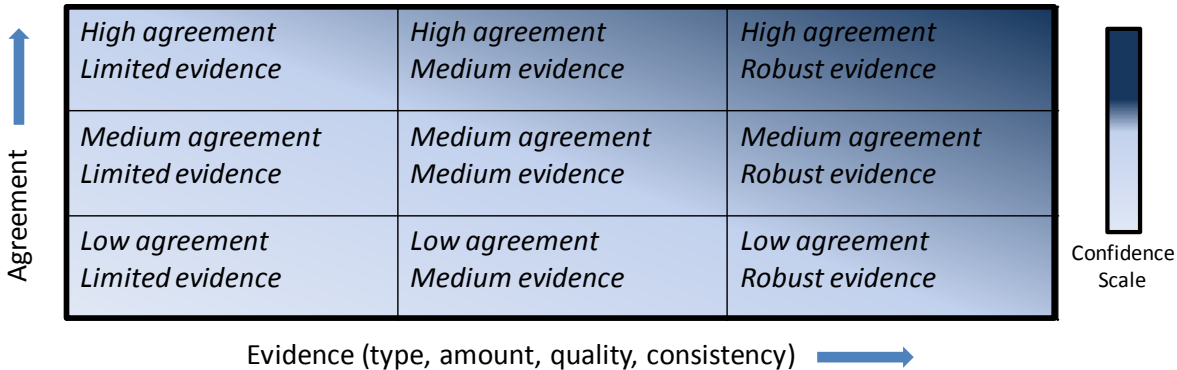 High agreement
Limited evidence
High agreement
Medium evidence
High agreement
Robust evidence
Medium agreement
Limited evidence
Medium agreement
Medium evidence
Medium agreement
Robust evidence
Low agreement
Limited evidence
Low agreement
Medium evidence
Low agreement
Robust evidence
Agreement
Evidence (type, amount, quality, consistency)
Confidence
Scale